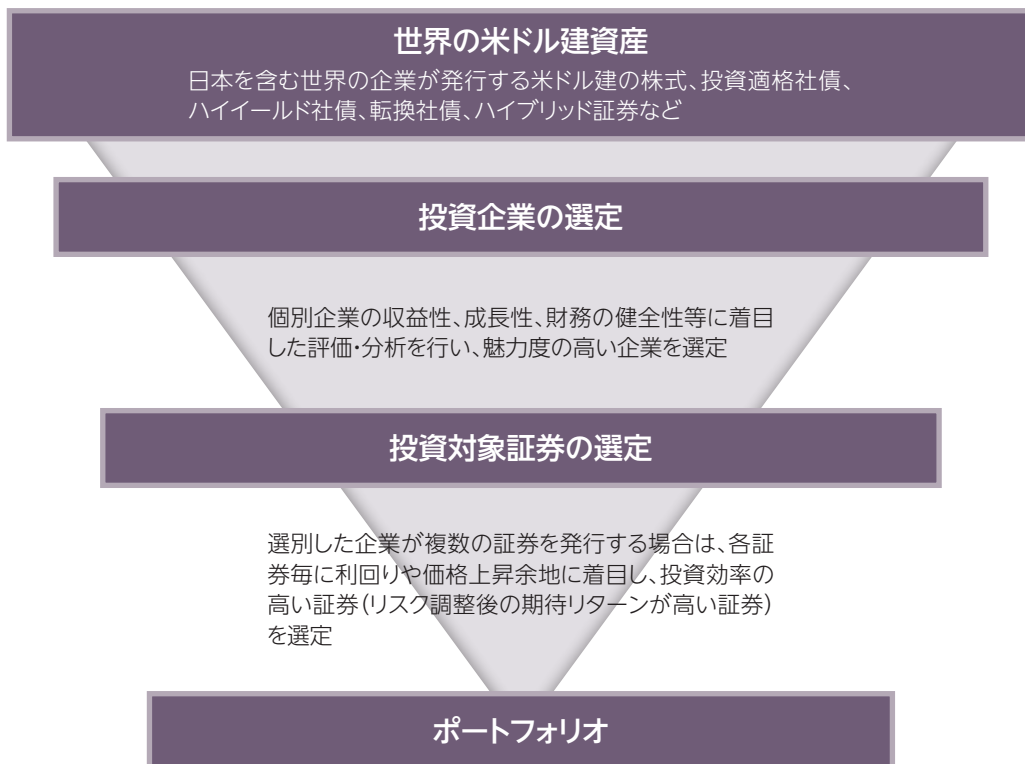 世界の米ドル建資産
日本を含む世界の企業が発行する米ドル建の株式、投資適格社債、
ハイイールド社債、転換社債、ハイブリッド証券など
投資企業の選定
個別企業の収益性、成長性、財務の健全性等に着目
した評価・分析を行い、魅力度の高い企業を選定
投資対象証券の選定
選別した企業が複数の証券を発行する場合は、各証
券毎に利回りや価格上昇余地に着目し、投資効率の
高い証券(リスク調整後の期待リターンが高い証券)
を選定
ポートフォリオ